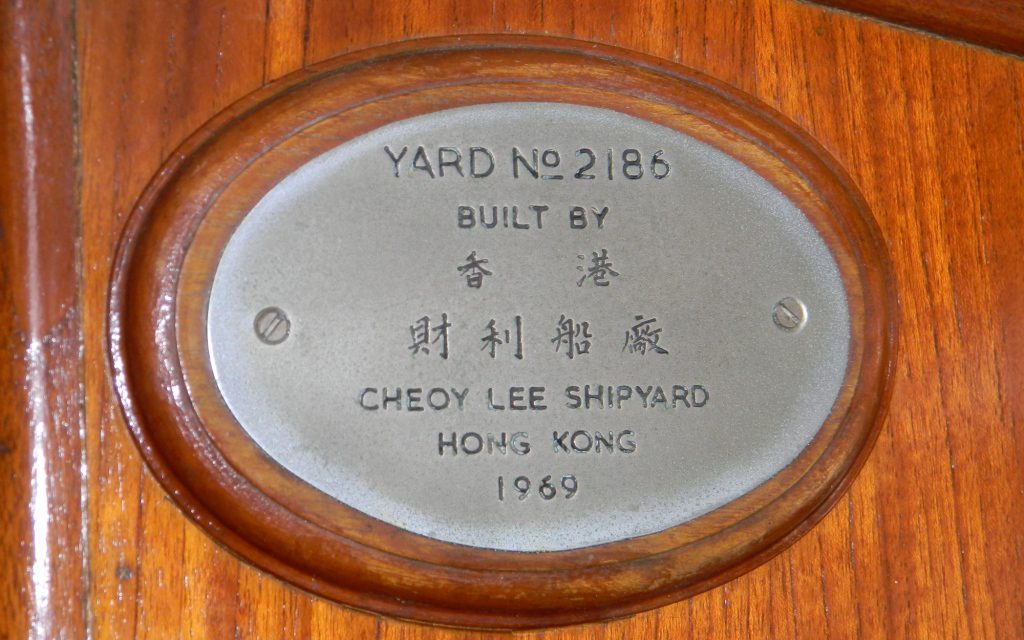 YARD No 2186
BUILT BY
香 港
財利船廠
CHEOY LEE SHIPYARD
HONG KONG
1969